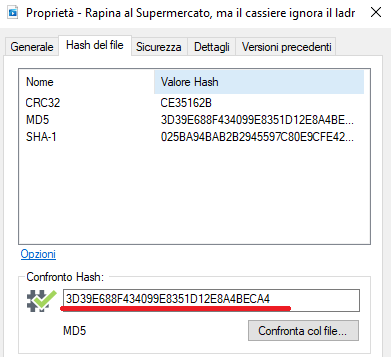 Proprietà - Rapina al Supermercato, ma il cassiere ignora il ladr
Generale Hash del file Sicurezza Dettagli Versioni precedenti
Nome Valore Hash
CRC32 CE35162B
MD5 3D39E688F434099E8351D12E8A4BE...
SHA-1 025BA94BAB2B2945597C80E9CFE42...
Opzioni
Confronto Hash:
3D39E688F434099E8351D12E8A4BECA4
MD5 Confronta col file...